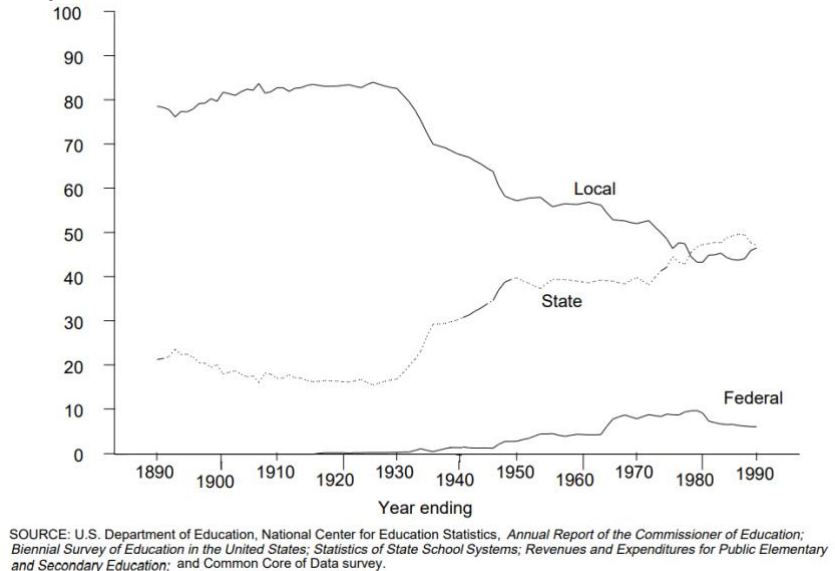 100
90
80
70
60
50
40
30
20
10
0
Local
State
Federal
1890 1900 1910 1920 1930 1940 1950 1960 1970 1980 1990
Year ending
SOURCE: U.S. Department of Education, National Center for Education Statistics, Annual Report of the Commissioner of Education;
Biennial Survey of Education in the United States; Statistics of State School Systems; Revenues and Expenditures for Public Elementary
and Secondary Education; and Common Core of Data survey.